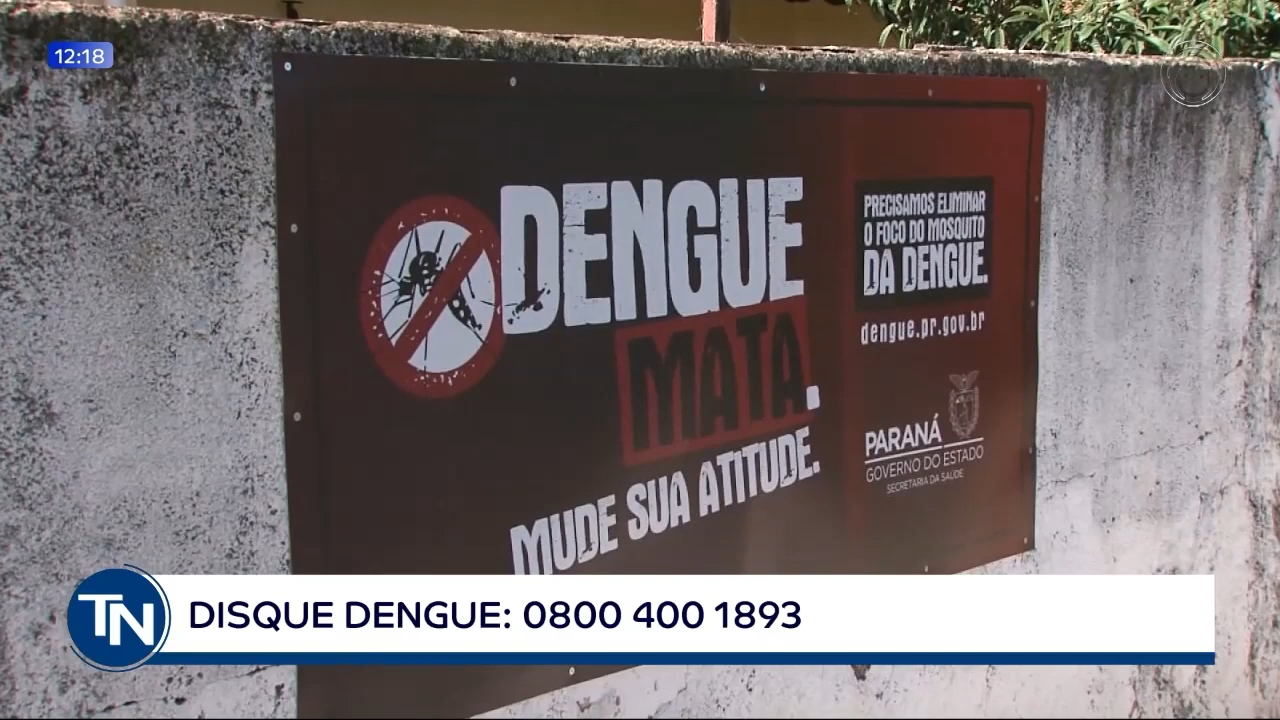 12:18
DENGUE
MATA.
MUDE SUA ATITUDE.
PRECISAMOS ELIMINAR
O FOCO DO MOSQUITO
DA DENGUE.
dengue.pr.gov.br
PARANÁ
GOVERNO DO ESTADO
SECRETARIA DA SAÚDE
TN
DISQUE DENGUE: 0800 400 1893